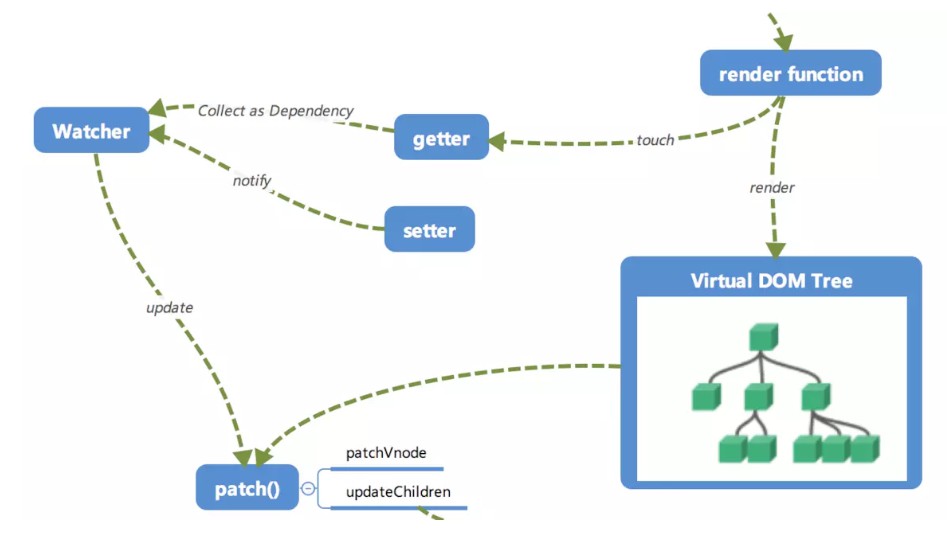 render function
Collect as Dependency
Watcher
getter
touch
notify
render
setter
Virtual DOM Tree
update
patchVnode
patch()
updateChildren